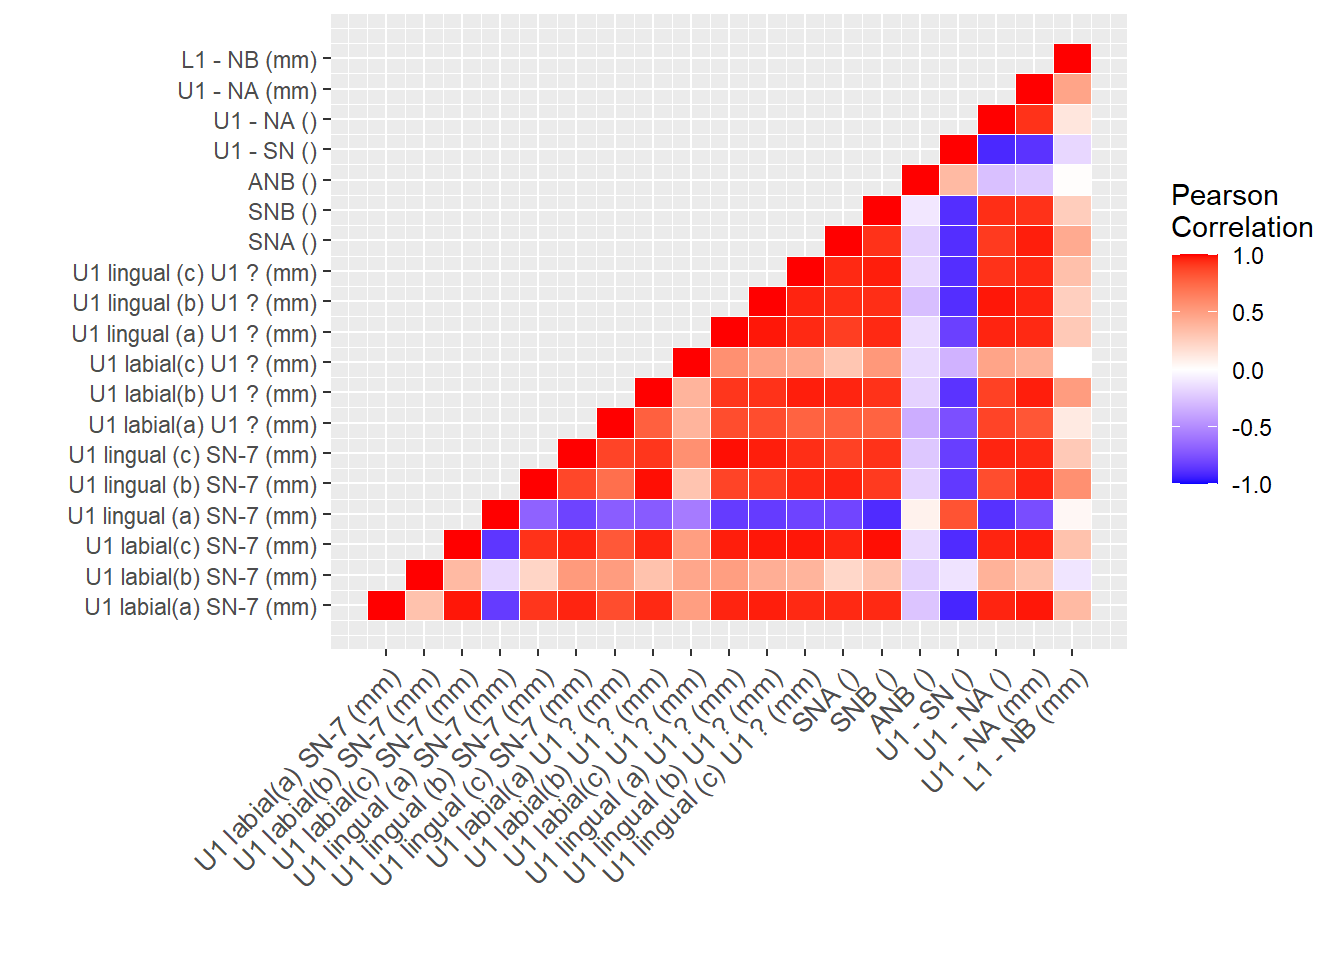 L1 - NB (mm)
U1 - NA (mm)
U1 - NA ()
U1 - SN ()
ANB ()
SNB ()
SNA ()
U1 lingual (c) U1 ? (mm)
U1 lingual (b) U1 ? (mm)
U1 lingual (a) U1 ? (mm)
U1 labial(c) U1 ? (mm)
U1 labial(b) U1 ? (mm)
U1 labial(a) U1 ? (mm)
U1 lingual (c) SN-7 (mm)
U1 lingual (b) SN-7 (mm)
U1 lingual (a) SN-7 (mm)
U1 labial(c) SN-7 (mm)
U1 labial(b) SN-7 (mm)
U1 labial(a) SN-7 (mm)
U1 labial(a) SN-7 (mm)
U1 labial(b) SN-7 (mm)
U1 labial(c) SN-7 (mm)
U1 lingual (a) SN-7 (mm)
U1 lingual (b) SN-7 (mm)
U1 lingual (c) SN-7 (mm)
U1 labial(a) U1 ? (mm)
U1 labial(b) U1 ? (mm)
U1 labial(c) U1 ? (mm)
U1 lingual (a) U1 ? (mm)
U1 lingual (b) U1 ? (mm)
U1 lingual (c) U1 ? (mm)
SNA ()
SNB ()
ANB ()
U1 - SN ()
U1 - NA ()
U1 - NA (mm)
L1 - NB (mm)
Pearson
Correlation
1.0
0.5
0.0
-0.5
-1.0